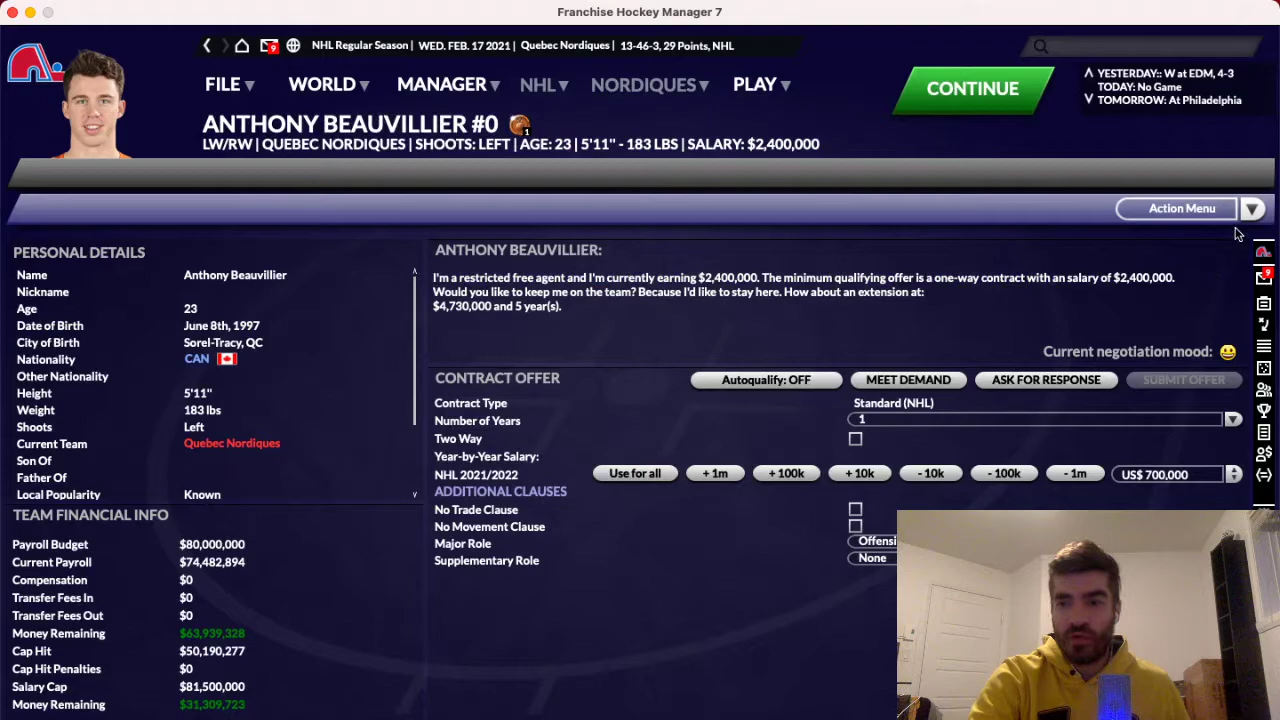 Franchise Hockey Manager 7
9 NHL Regular Season | WED. FEB. 17 2021 | Quebec Nordiques | 13-46-3, 29 Points, NHL
FILE WORLD MANAGER NHL NORDIQUES PLAY
CONTINUE
YESTERDAY:: W at EDM, 4-3
TODAY: No Game
TOMORROW: At Philadelphia
ANTHONY BEAUVILLIER #0 1
LW/RW | QUEBEC NORDIQUES | SHOOTS: LEFT | AGE: 23 | 5'11" - 183 LBS | SALARY: $2,400,000
Action Menu
PERSONAL DETAILS
Name Anthony Beauvillier
Nickname
Age 23
Date of Birth June 8th, 1997
City of Birth Sorel-Tracy, QC
Nationality CAN
Other Nationality
Height 5'11"
Weight 183 lbs
Shoots Left
Current Team Quebec Nordiques
Son Of
Father Of
Local Popularity Known
TEAM FINANCIAL INFO
Payroll Budget $80,000,000
Current Payroll $74,482,894
Compensation $0
Transfer Fees In $0
Transfer Fees Out $0
Money Remaining $63,939,328
Cap Hit $50,190,277
Cap Hit Penalties $0
Salary Cap $81,500,000
Money Remaining $31,309,723
ANTHONY BEAUVILLIER:
I'm a restricted free agent and I'm currently earning $2,400,000. The minimum qualifying offer is a one-way contract with an salary of $2,400,000.
Would you like to keep me on the team? Because I'd like to stay here. How about an extension at:
$4,730,000 and 5 year(s).
Current negotiation mood:
CONTRACT OFFER Autoqualify: OFF MEET DEMAND ASK FOR RESPONSE SUBMIT OFFER
Contract Type Standard (NHL)
Number of Years 1
Two Way
Year-by-Year Salary:
NHL 2021/2022 Use for all + 1m + 100k + 10k - 10k - 100k - 1m US$ 700,000
ADDITIONAL CLAUSES
No Trade Clause
No Movement Clause
Major Role Offensi
Supplementary Role None
9